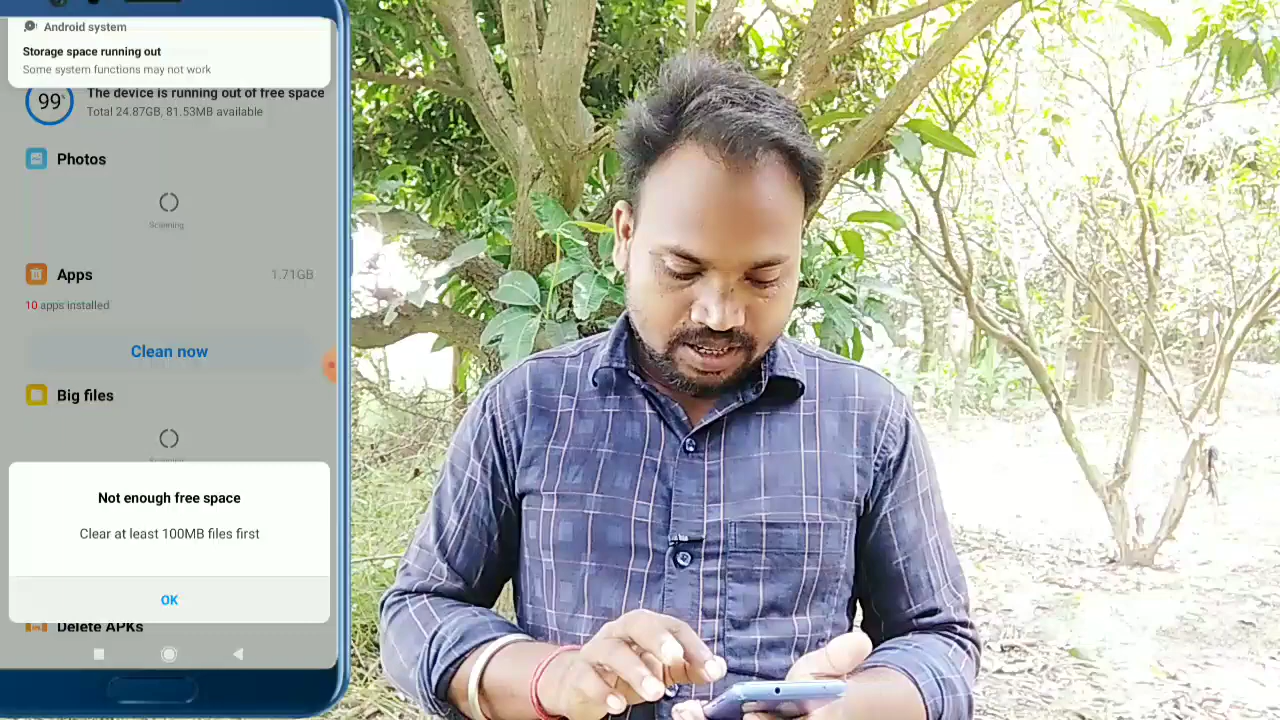 Android system
Storage space running out
Some system functions may not work
99%
The device is running out of free space
Total 24.87GB, 81.53MB available
Photos
Scanning
Apps 1.71GB
10 apps installed
Clean now
Big files
Scanning
Not enough free space
Clear at least 100MB files first
OK
Delete APKs